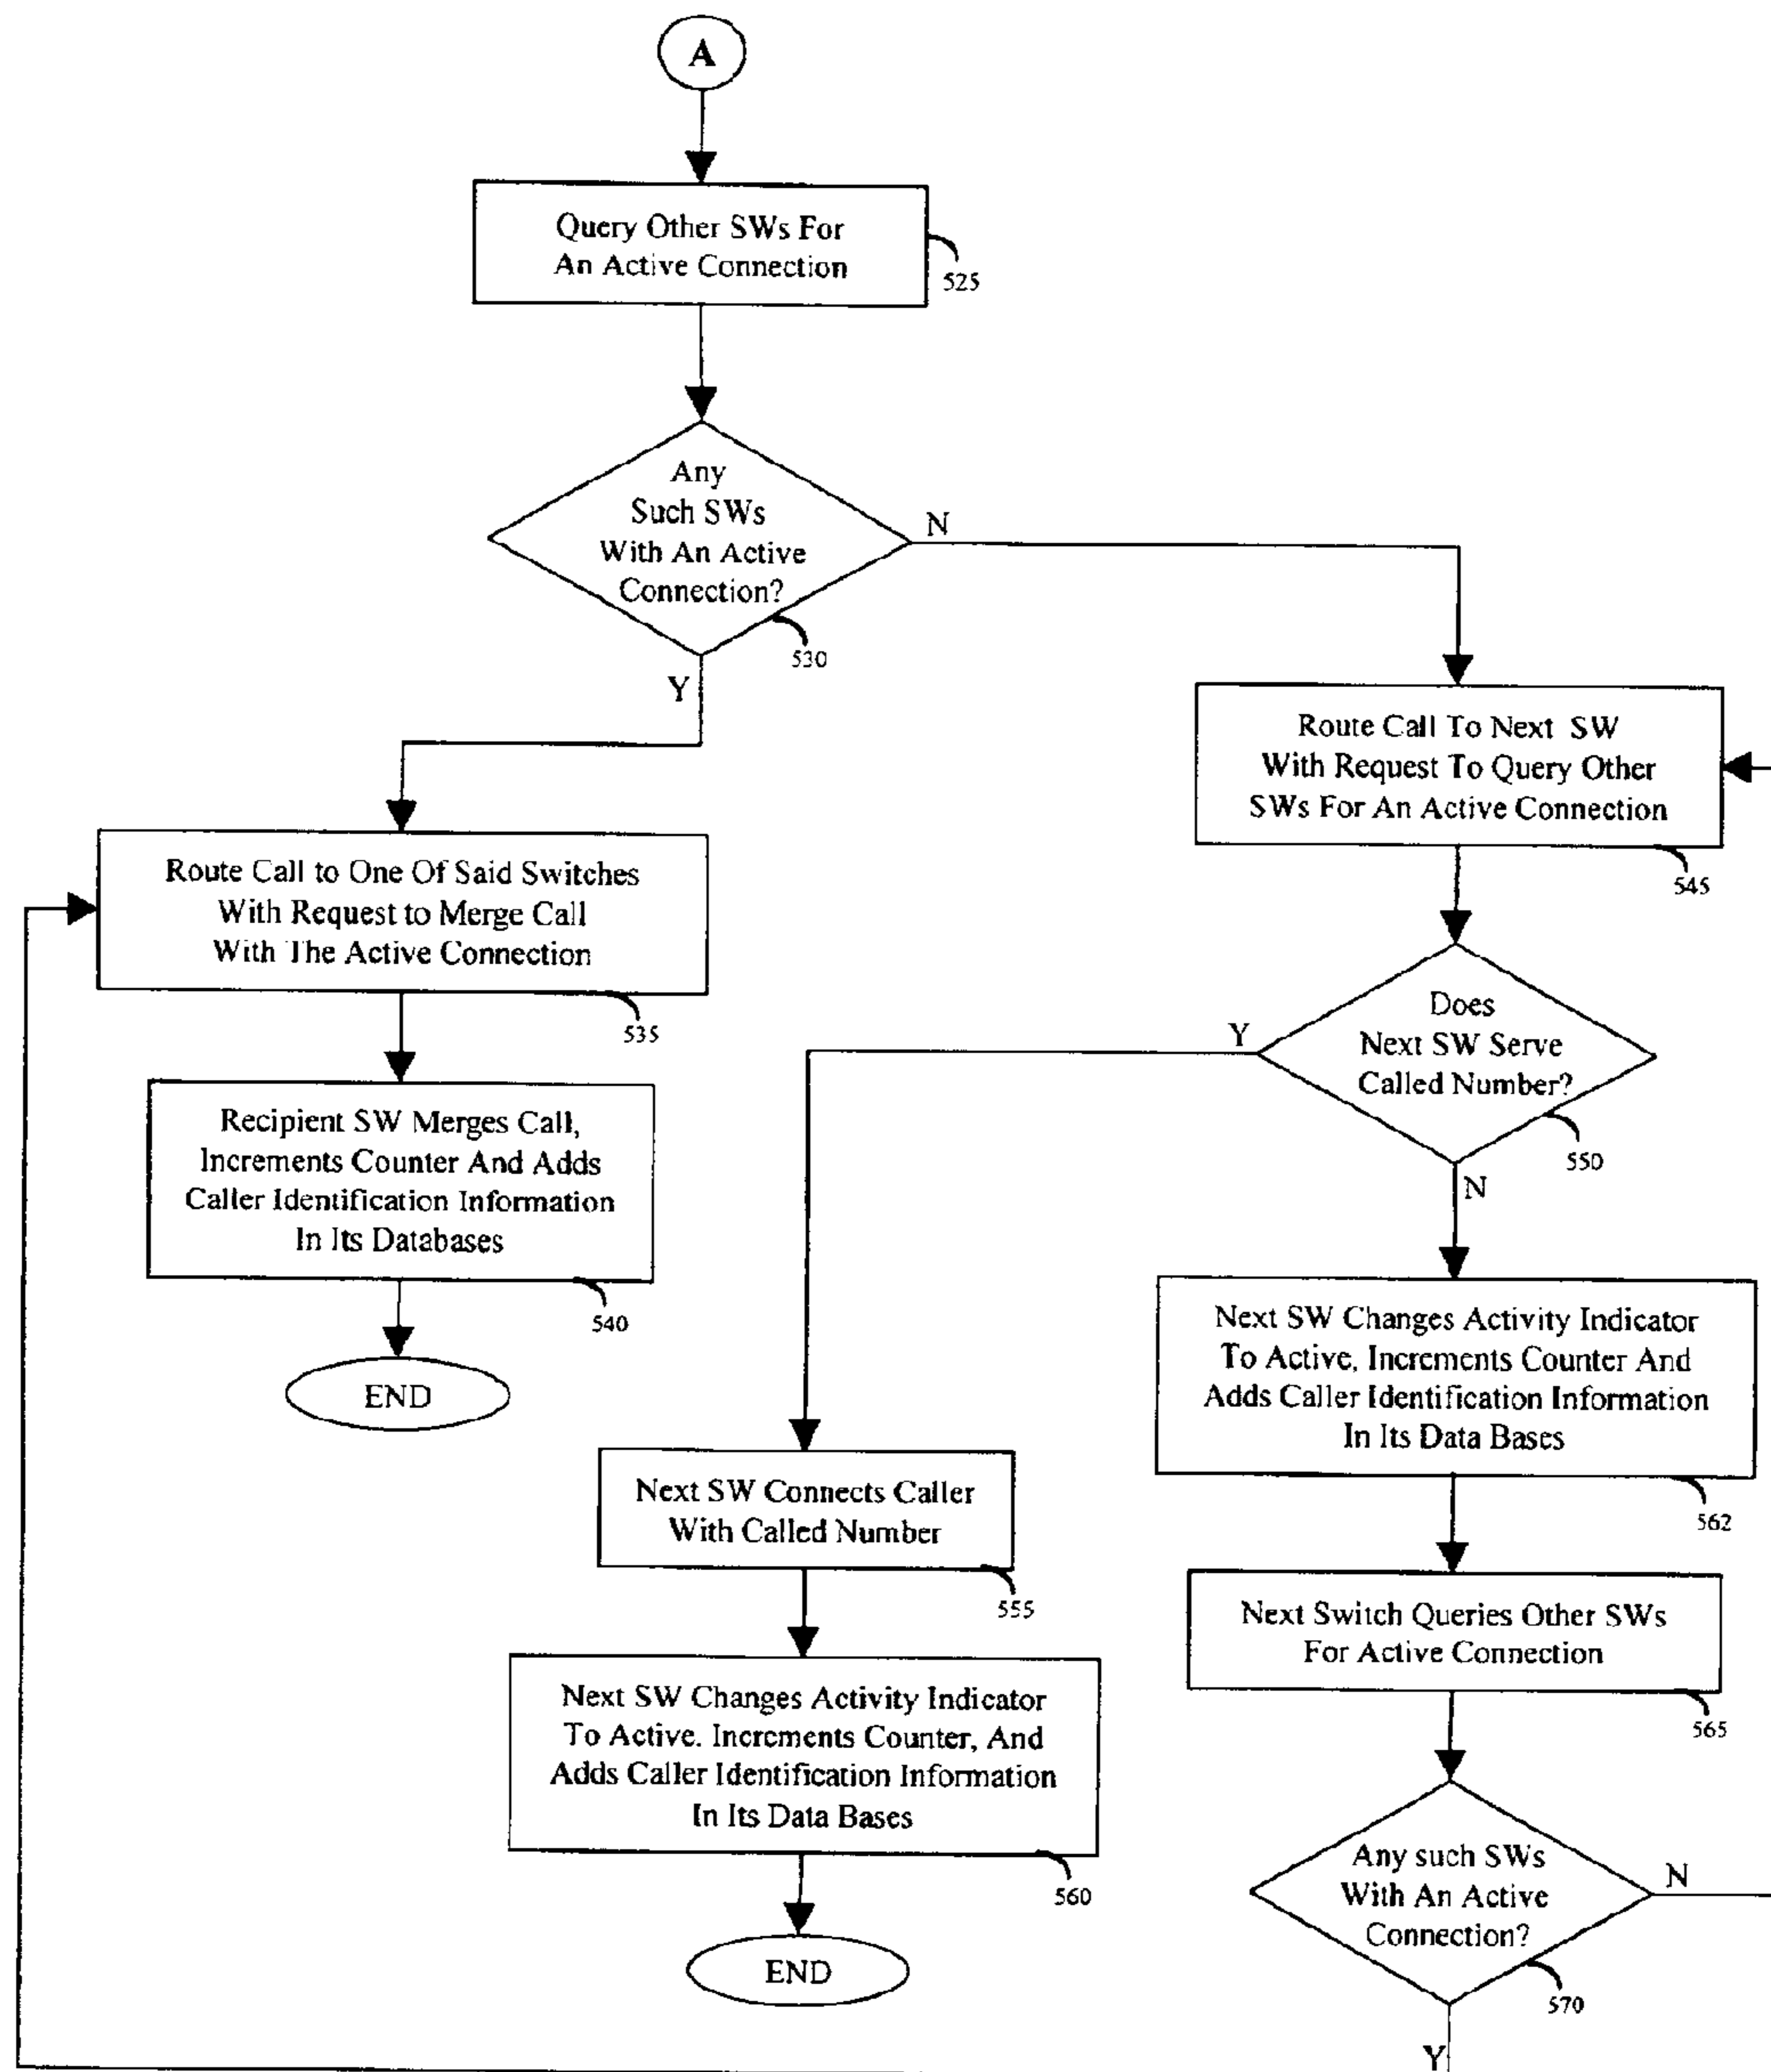 A
Query Other SWs For
An Active Connection
525
Any
Such SWs
With An Active
Connection?
530
N
Y
Route Call to One Of Said Switches
With Request to Merge Call
With The Active Connection
535
Recipient SW Merges Call,
Increments Counter And Adds
Caller Identification Information
In Its Databases
540
END
Route Call To Next SW
With Request To Query Other
SWs For An Active Connection
545
Does
Next SW Serve
Called Number?
550
Y
N
Next SW Connects Caller
With Called Number
555
Next SW Changes Activity Indicator
To Active. Increments Counter, And
Adds Caller Identification Information
In Its Data Bases
560
END
Next SW Changes Activity Indicator
To Active, Increments Counter And
Adds Caller Identification Information
In Its Data Bases
562
Next Switch Queries Other SWs
For Active Connection
565
Any such SWs
With An Active
Connection?
570
N
Y